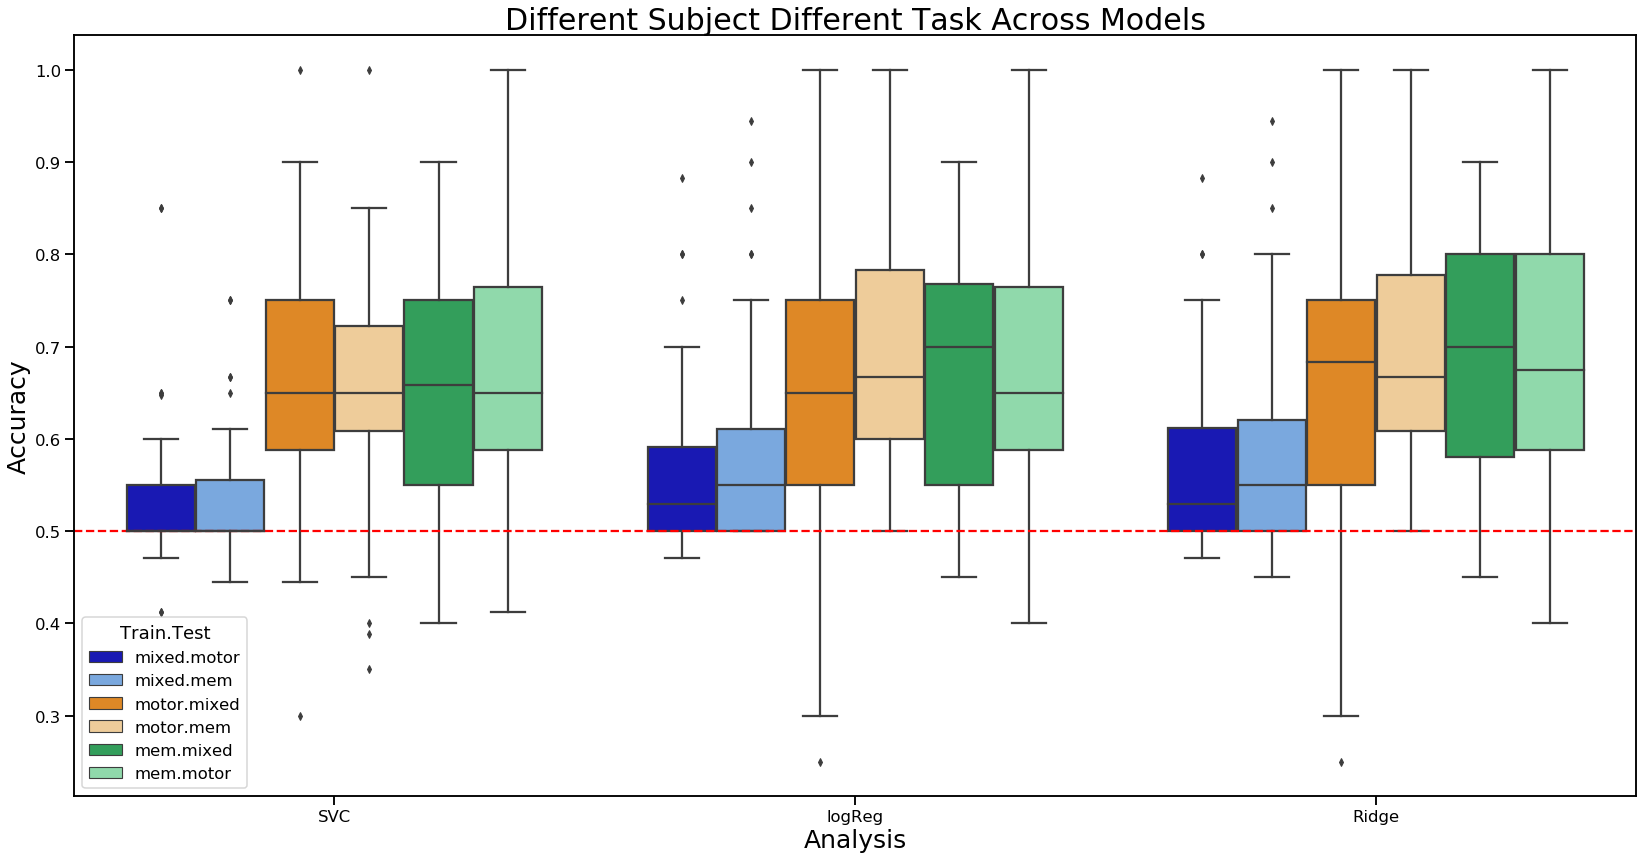 Different Subject Different Task Across Models
Accuracy
1.0
0.9
0.8
0.7
0.6
0.5
0.4
0.3
Train.Test
mixed.motor
mixed.mem
motor.mixed
motor.mem
mem.mixed
mem.motor
SVC
logReg
Ridge
Analysis